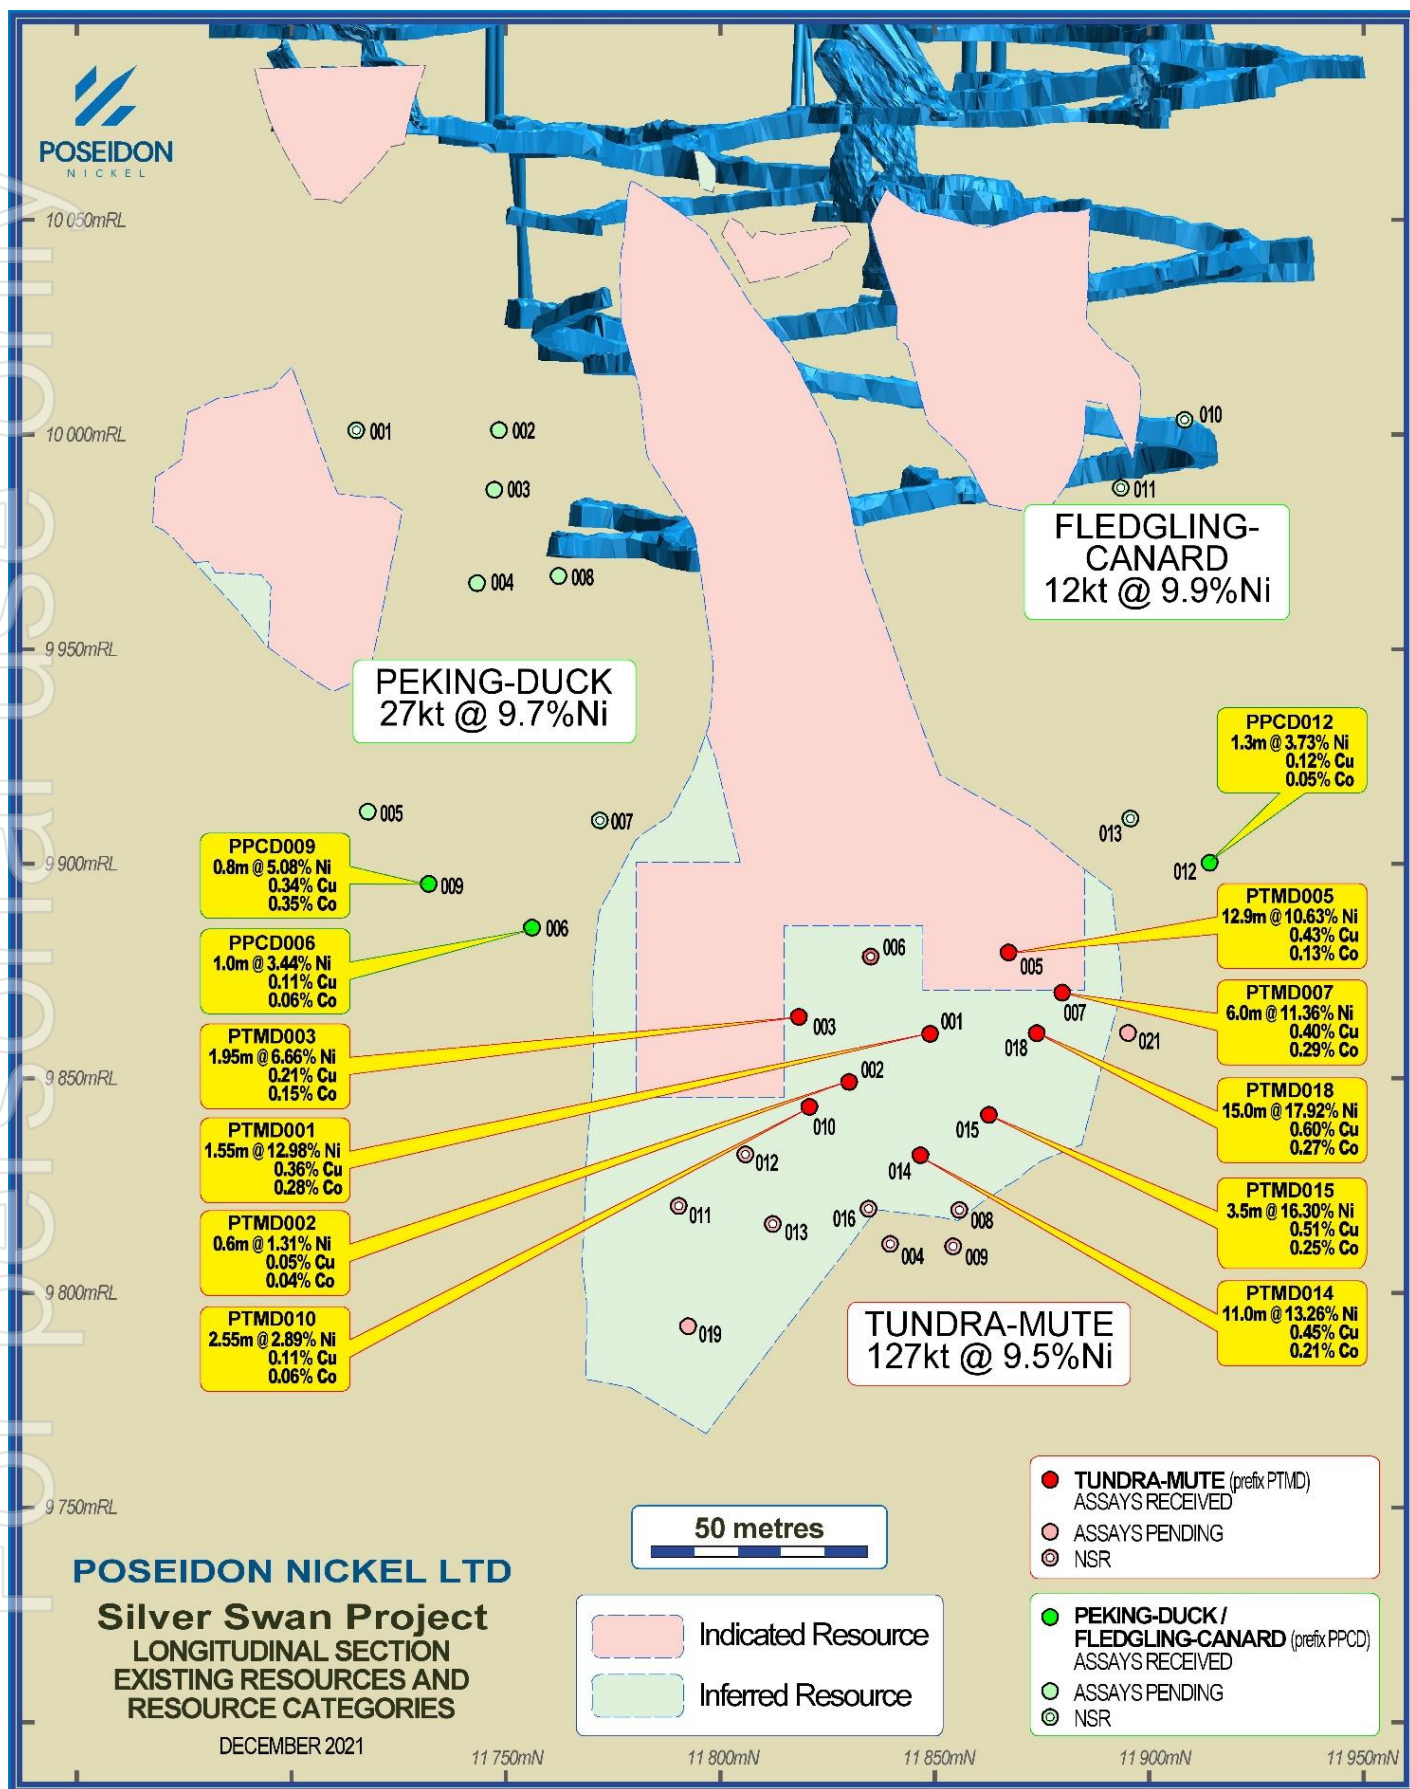 For personal use only
POSEIDON
NICKEL
10 050mRL
10 000mRL
9 950mRL
9 900mRL
9 850mRL
9 800mRL
9 750mRL
001
002
003
004
008
010
011
FLEDGLING-
CANARD
12kt @ 9.9%Ni
PEKING-DUCK
27kt @ 9.7%Ni
005
007
009
006
013
012
PPCD012
1.3m @ 3.73% Ni
0.12% Cu
0.05% Co
PPCD009
0.8m @ 5.08% Ni
0.34% Cu
0.35% Co
PPCD006
1.0m @ 3.44% Ni
0.11% Cu
0.06% Co
PTMD003
1.95m @ 6.66% Ni
0.21% Cu
0.15% Co
PTMD001
1.55m @ 12.98% Ni
0.36% Cu
0.28% Co
PTMD002
0.6m @ 1.31% Ni
0.05% Cu
0.04% Co
PTMD010
2.55m @ 2.89% Ni
0.11% Cu
0.06% Co
006
005
007
003
001
018
021
002
010
015
012
014
011
013
016
008
004
009
019
PTMD005
12.9m @ 10.63% Ni
0.43% Cu
0.13% Co
PTMD007
6.0m @ 11.36% Ni
0.40% Cu
0.29% Co
PTMD018
15.0m @ 17.92% Ni
0.60% Cu
0.27% Co
PTMD015
3.5m @ 16.30% Ni
0.51% Cu
0.25% Co
PTMD014
11.0m @ 13.26% Ni
0.45% Cu
0.21% Co
TUNDRA-MUTE
127kt @ 9.5%Ni
TUNDRA-MUTE (prefix PTMD)
ASSAYS RECEIVED
ASSAYS PENDING
NSR
PEKING-DUCK /
FLEDGLING-CANARD (prefix PPCD)
ASSAYS RECEIVED
ASSAYS PENDING
NSR
50 metres
Indicated Resource
Inferred Resource
POSEIDON NICKEL LTD
Silver Swan Project
LONGITUDINAL SECTION
EXISTING RESOURCES AND
RESOURCE CATEGORIES
DECEMBER 2021
11 750mN
11 800mN
11 850mN
11 900mN
11 950mN